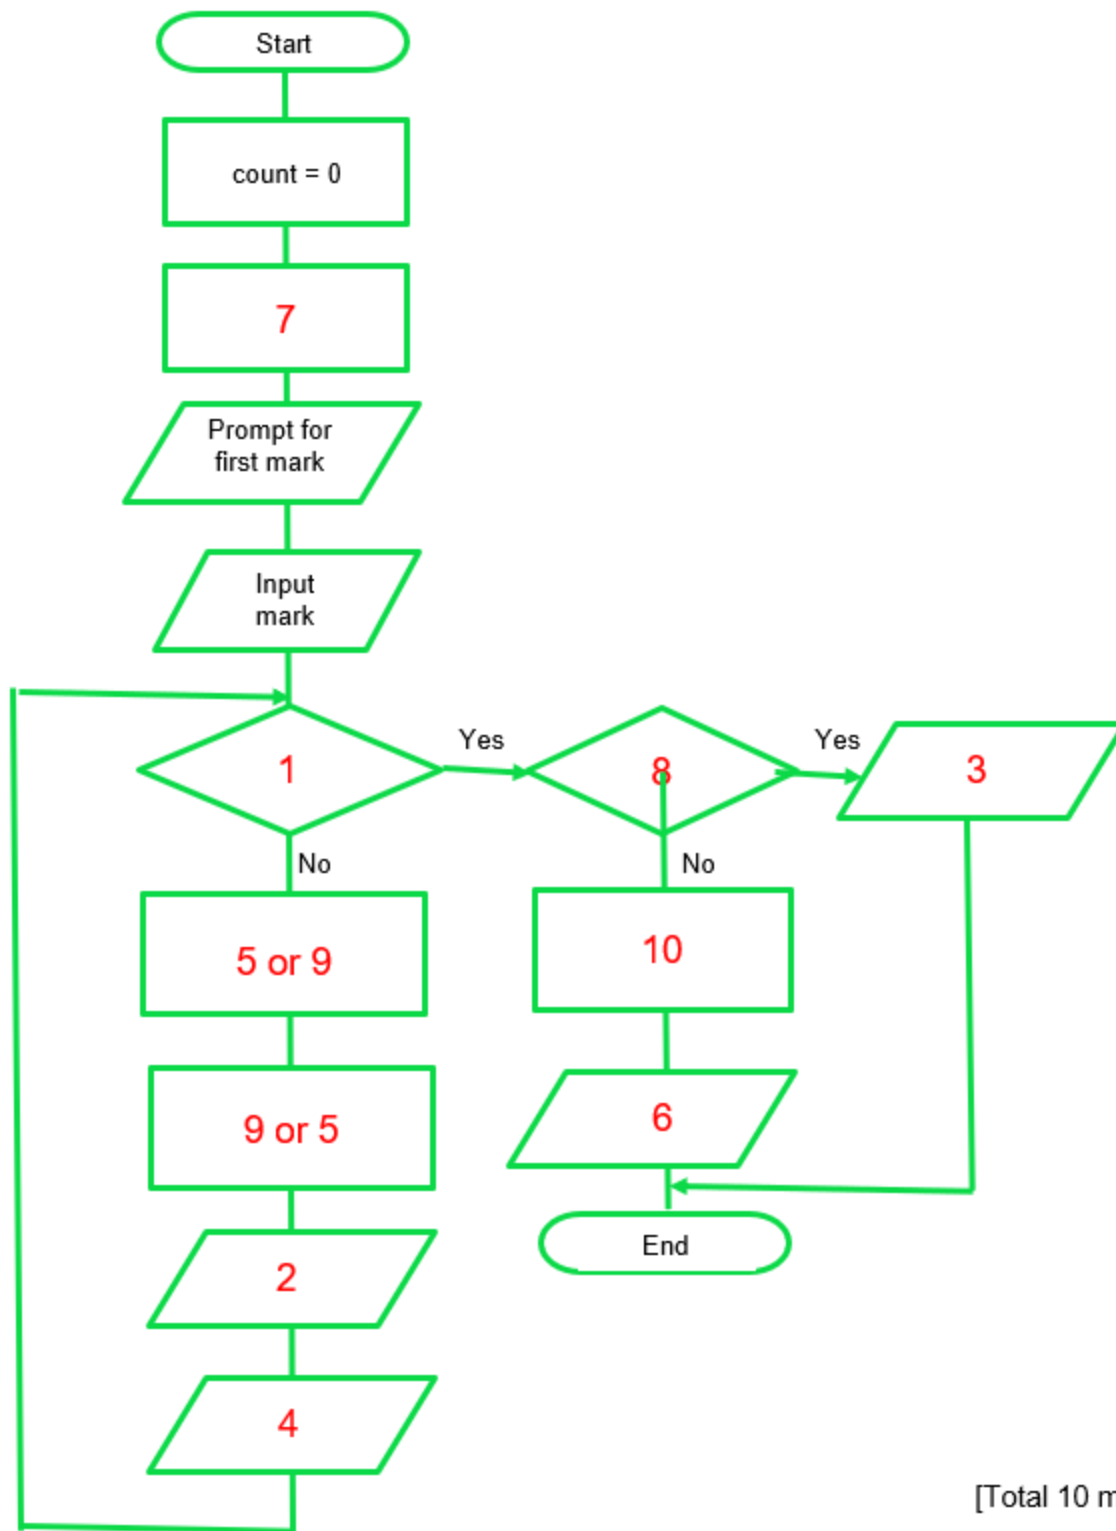 Start
count = 0
7
Prompt for
first mark
Input
mark
1
Yes
8
Yes
3
No
No
5 or 9
10
9 or 5
6
2
End
4
[Total 10 m